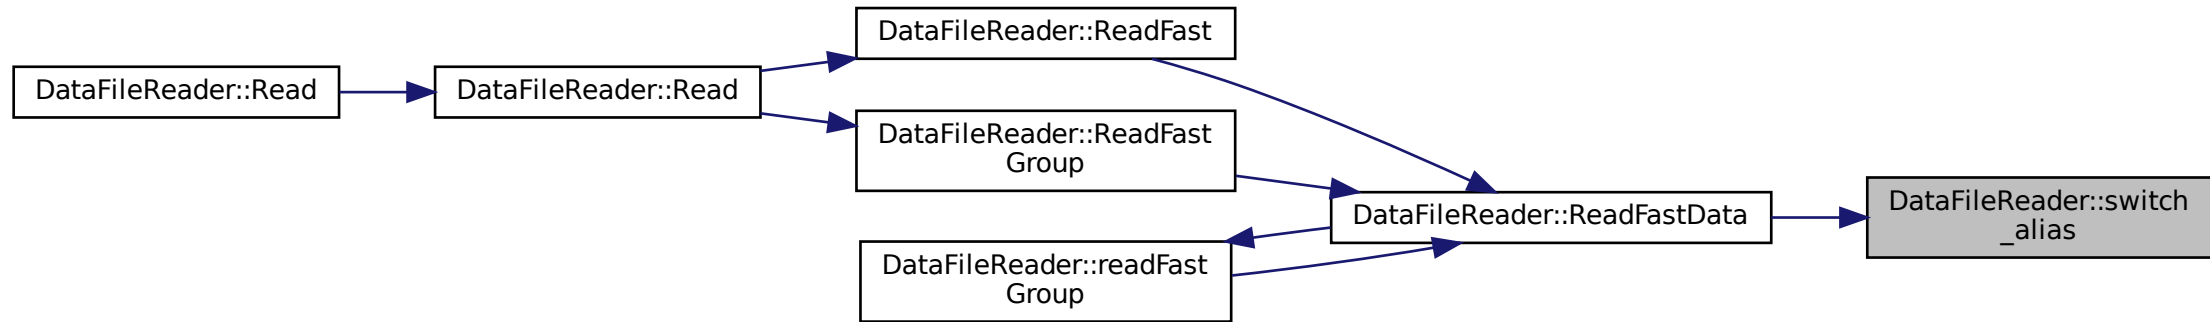 DataFileReader::Read
DataFileReader::Read
DataFileReader::ReadFast
DataFileReader::ReadFast
Group
DataFileReader::readFast
Group
DataFileReader::ReadFastData
DataFileReader::switch
_alias